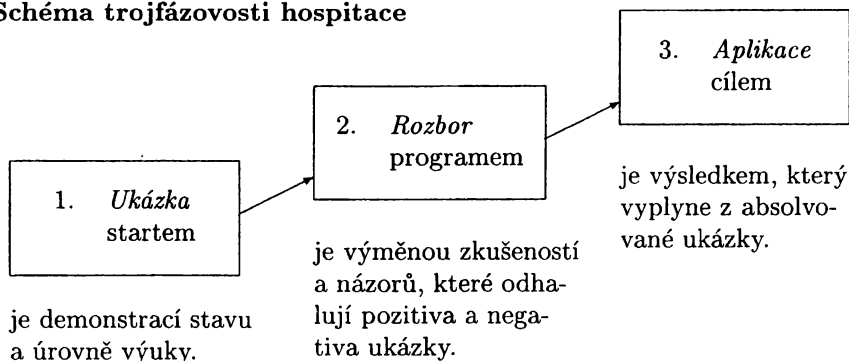 Schéma trojfázovosti hospitace
1. Ukázka
startem
je demonstrací stavu
a úrovně výuky.
2. Rozbor
programem
je výměnou zkušeností
a názorů, které odha-
lují pozitiva a nega-
tiva ukázky.
3. Aplikace
cílem
je výsledkem, který
vyplyne z absolvo-
vané ukázky.